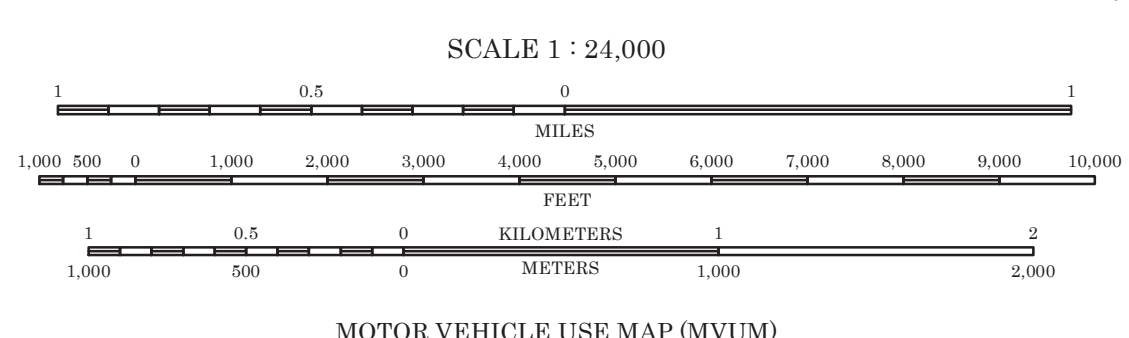 SCALE 1 : 24,000
1 0.5 0 1
MILES
1,000 500 0 1,000 2,000 3,000 4,000 5,000 6,000 7,000 8,000 9,000 10,000
FEET
1 0.5 0 KILOMETERS 1 2
1,000 500 0 METERS 1,000 2,000
MOTOR VEHICLE USE MAP (MVUM)